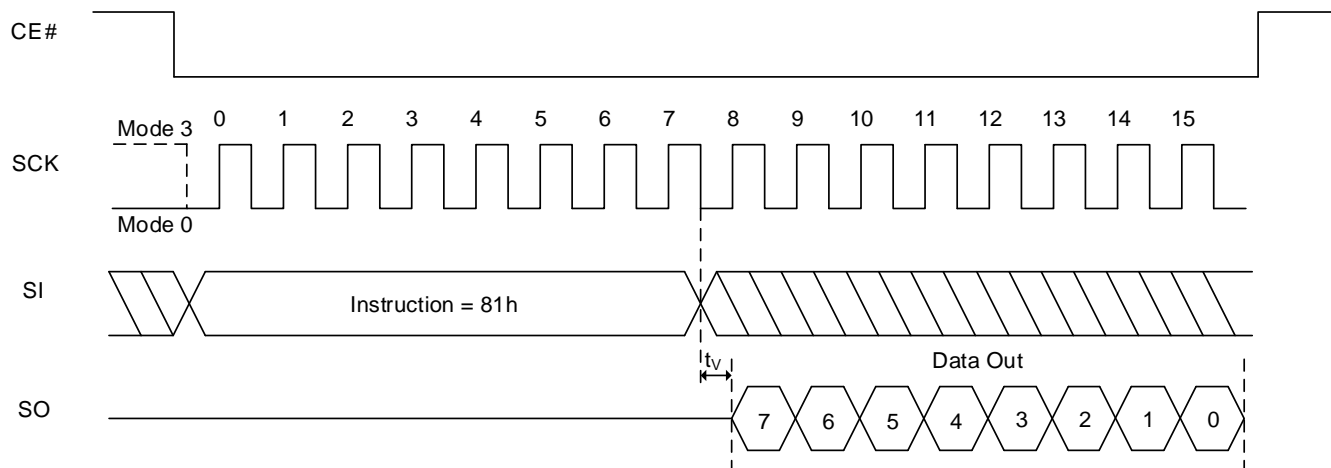 CE#
Mode 3
0 1 2 3 4 5 6 7 8 9 10 11 12 13 14 15
SCK
Mode 0
SI
Instruction = 81h
tV
Data Out
SO
7 6 5 4 3 2 1 0